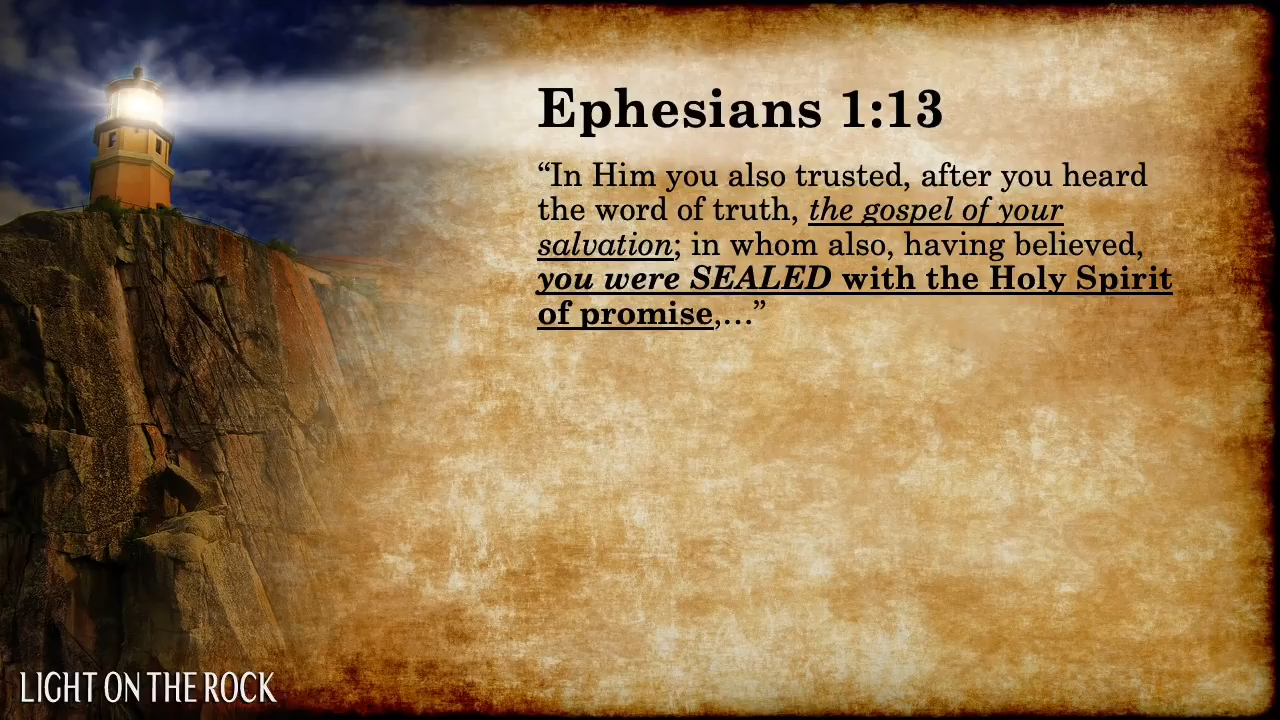 Ephesians 1:13
“In Him you also trusted, after you heard
the word of truth, the gospel of your
salvation; in whom also, having believed,
you were SEALED with the Holy Spirit
of promise,…”
LIGHT ON THE ROCK